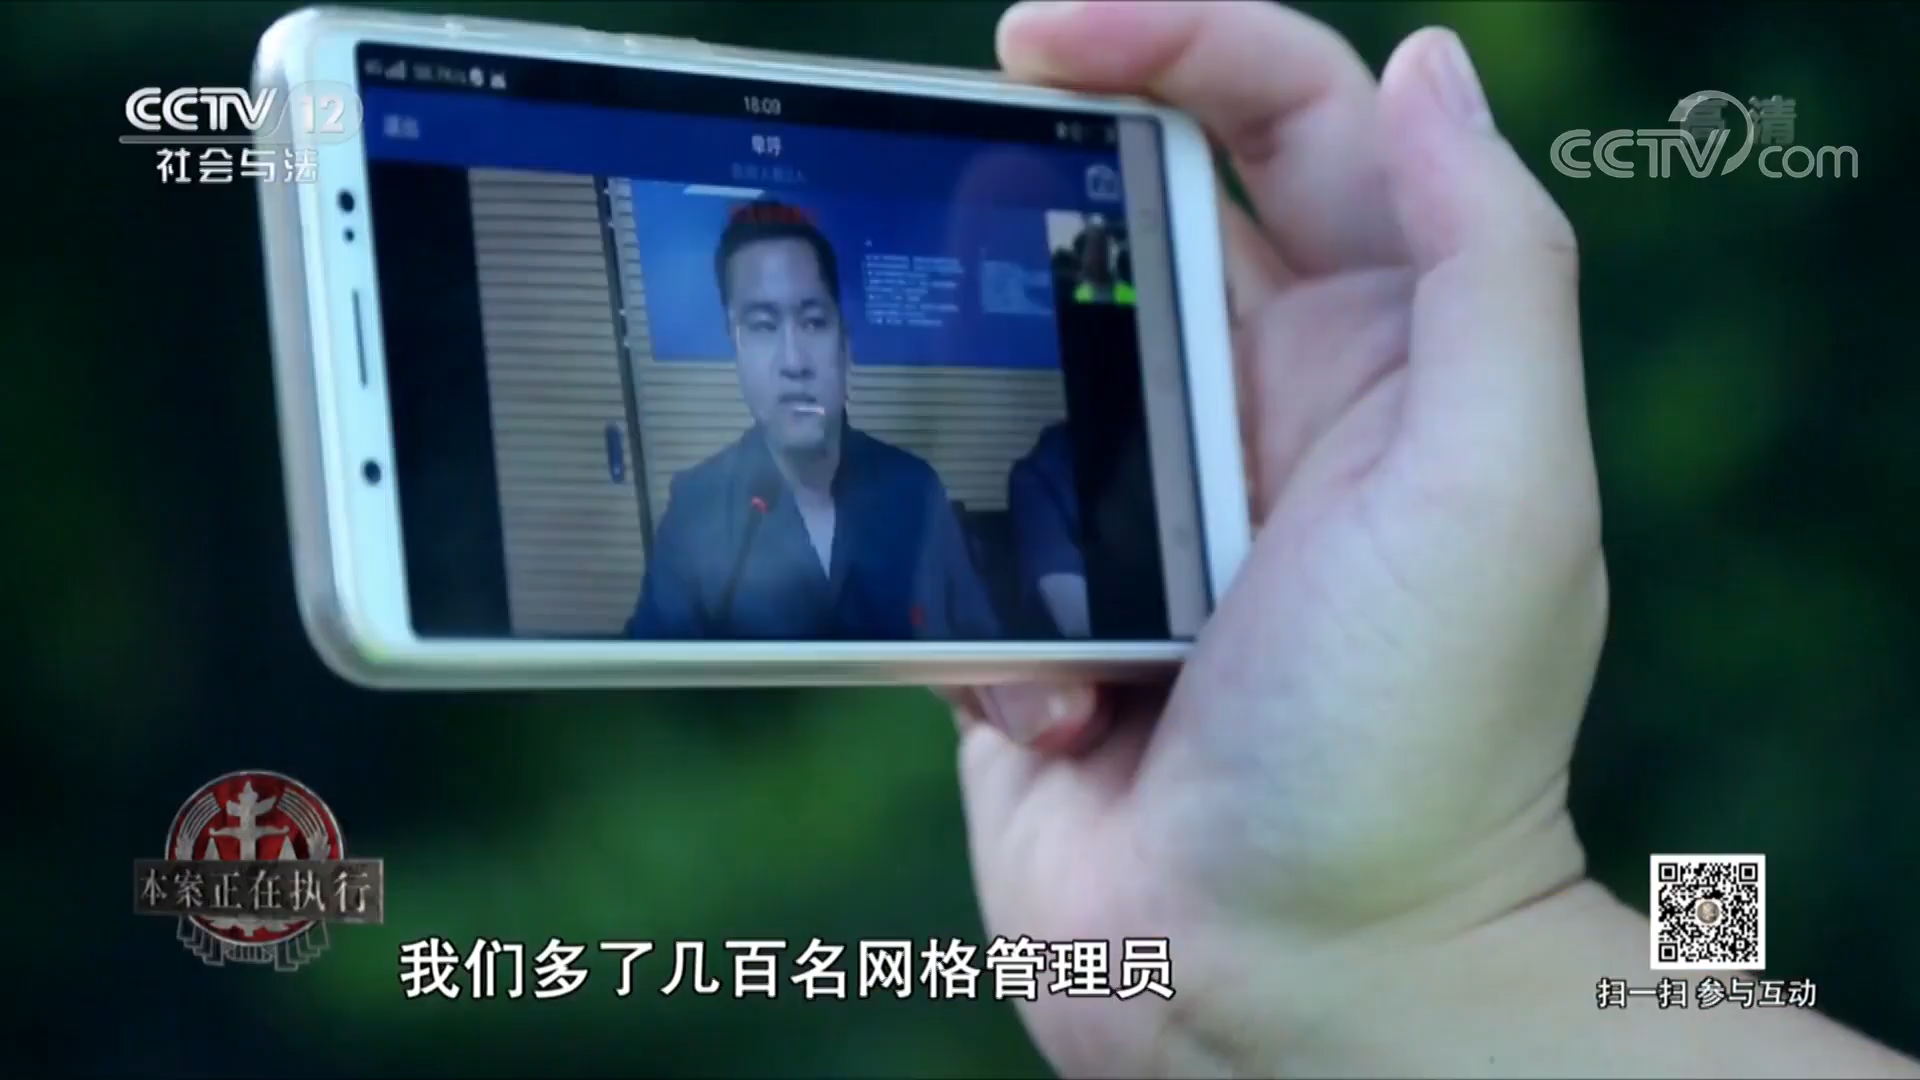 CCTV 12
社会与法
高清
CCTV.com
18:09
本案正在执行
我们多了几百名网格管理员
扫一扫 参与互动